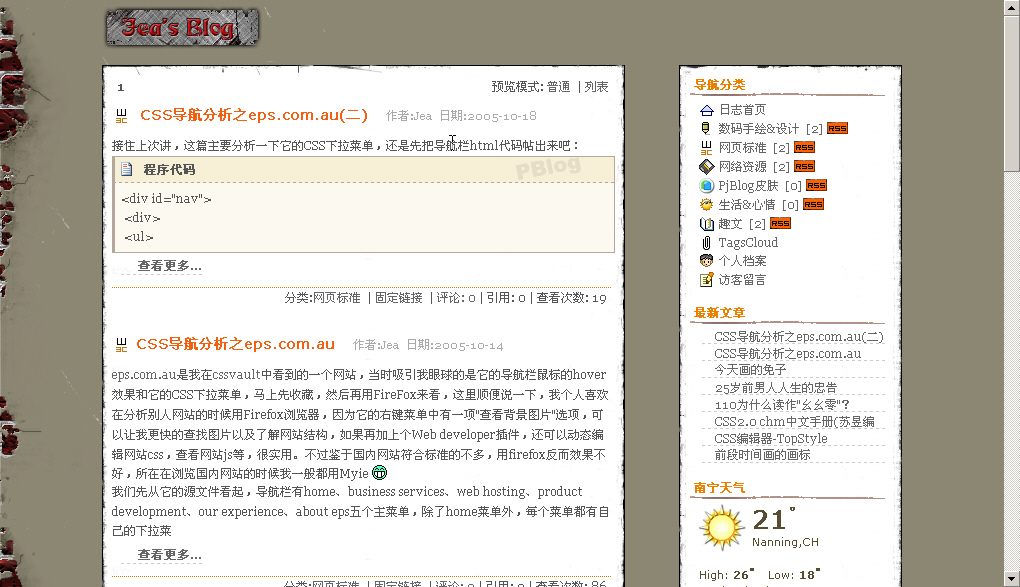 Jea's Blog
1
预览模式: 普通 | 列表
CSS导航分析之eps.com.au(二) 作者:Jea 日期:2005-10-18
接住上次讲，这篇主要分析一下它的CSS下拉菜单，还是先把导航栏html代码帖出来吧：
程序代码
PBlog
<div id="nav">
<div>
<ul>
查看更多...
分类:网页标准 | 固定链接 | 评论: 0 | 引用: 0 | 查看次数: 19
CSS导航分析之eps.com.au 作者:Jea 日期:2005-10-14
eps.com.au是我在cssvault中看到的一个网站，当时吸引我眼球的是它的导航栏鼠标的hover
效果和它的CSS下拉菜单，马上先收藏，然后再用FireFox来看，这里顺便说一下，我个人喜欢
在分析别人网站的时候用Firefox浏览器，因为它的右键菜单中有一项"查看背景图片"选项，可
以让我更快的查找图片以及了解网站结构，如果再加上个Web developer插件，还可以动态编
辑网站css，查看网站js等，很实用。不过鉴于国内网站符合标准的不多，用firefox反而效果不
好，所在在浏览国内网站的时候我一般都用Myie
我们先从它的源文件看起，导航栏有home、business services、web hosting、product
development、our experience、about eps五个主菜单，除了home菜单外，每个菜单都有自
己的下拉菜
查看更多...
分类:网页标准 | 固定链接 | 评论: 0 | 引用: 0 | 查看次数: 86
导航分类
日志首页
数码手绘&设计 [2] RSS
网页标准 [2] RSS
网络资源 [2] RSS
PjBlog皮肤 [0] RSS
生活&心情 [0] RSS
趣文 [2] RSS
TagsCloud
个人档案
访客留言
最新文章
CSS导航分析之eps.com.au(二)
CSS导航分析之eps.com.au
今天画的兔子
25岁前男人人生的忠告
110为什么读作"幺幺零"?
CSS2.0 chm中文手册(苏昱编
CSS编辑器-TopStyle
前段时间画的画标
南宁天气
21°
Nanning,CH
High: 26° Low: 18°